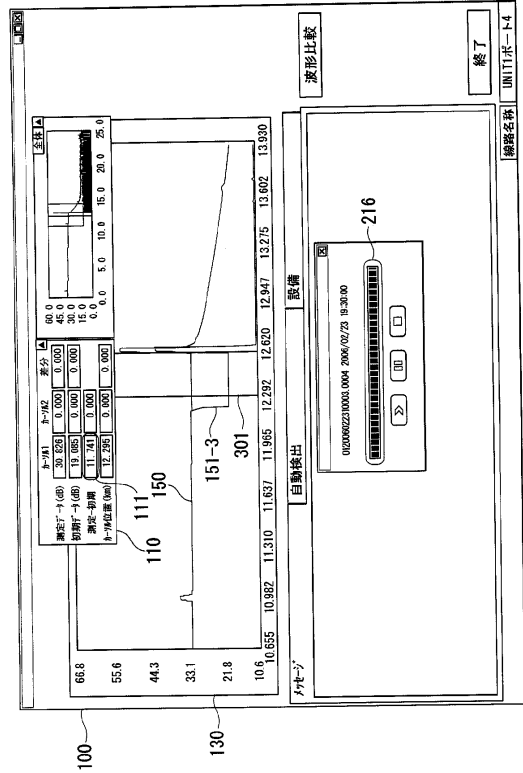 100
130
66.8
55.6
44.3
33.1
21.8
10.6
10.655 10.982 11.310 11.637 11.965 12.292 12.620 12.947 13.275 13.602 13.930
カーソル1 カーソル2 差分
測定データ(dB) 30.826 0.000 0.000
初期データ(dB) 19.085 0.000 0.000
測定-初期 11.741 0.000
カーソル位置(km) 12.295 0.000 0.000
110
111
150
151-3
301
全体
60.0
45.0
30.0
15.0
0.0
0.0 5.0 10.0 15.0 20.0 25.0
波形比較
終了
メッセージ 自動検出 設備
012006022310003.0004 2006/02/23 19:30:00
216
線路名称 UNIT1ポート4